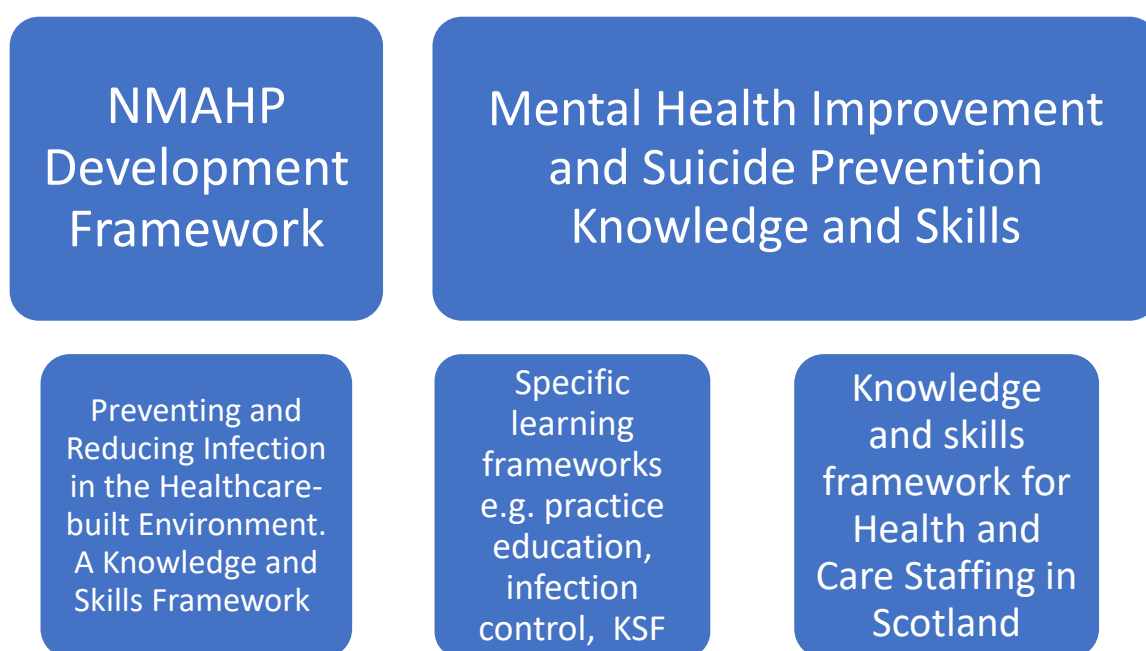 NMAHP
Development
Framework
Mental Health Improvement
and Suicide Prevention
Knowledge and Skills
Preventing and
Reducing Infection
in the Healthcare-
built Environment.
A Knowledge and
Skills Framework
Specific
learning
frameworks
e.g. practice
education,
infection
control,  KSF
Knowledge
and skills
framework for
Health and
Care Staffing in
Scotland